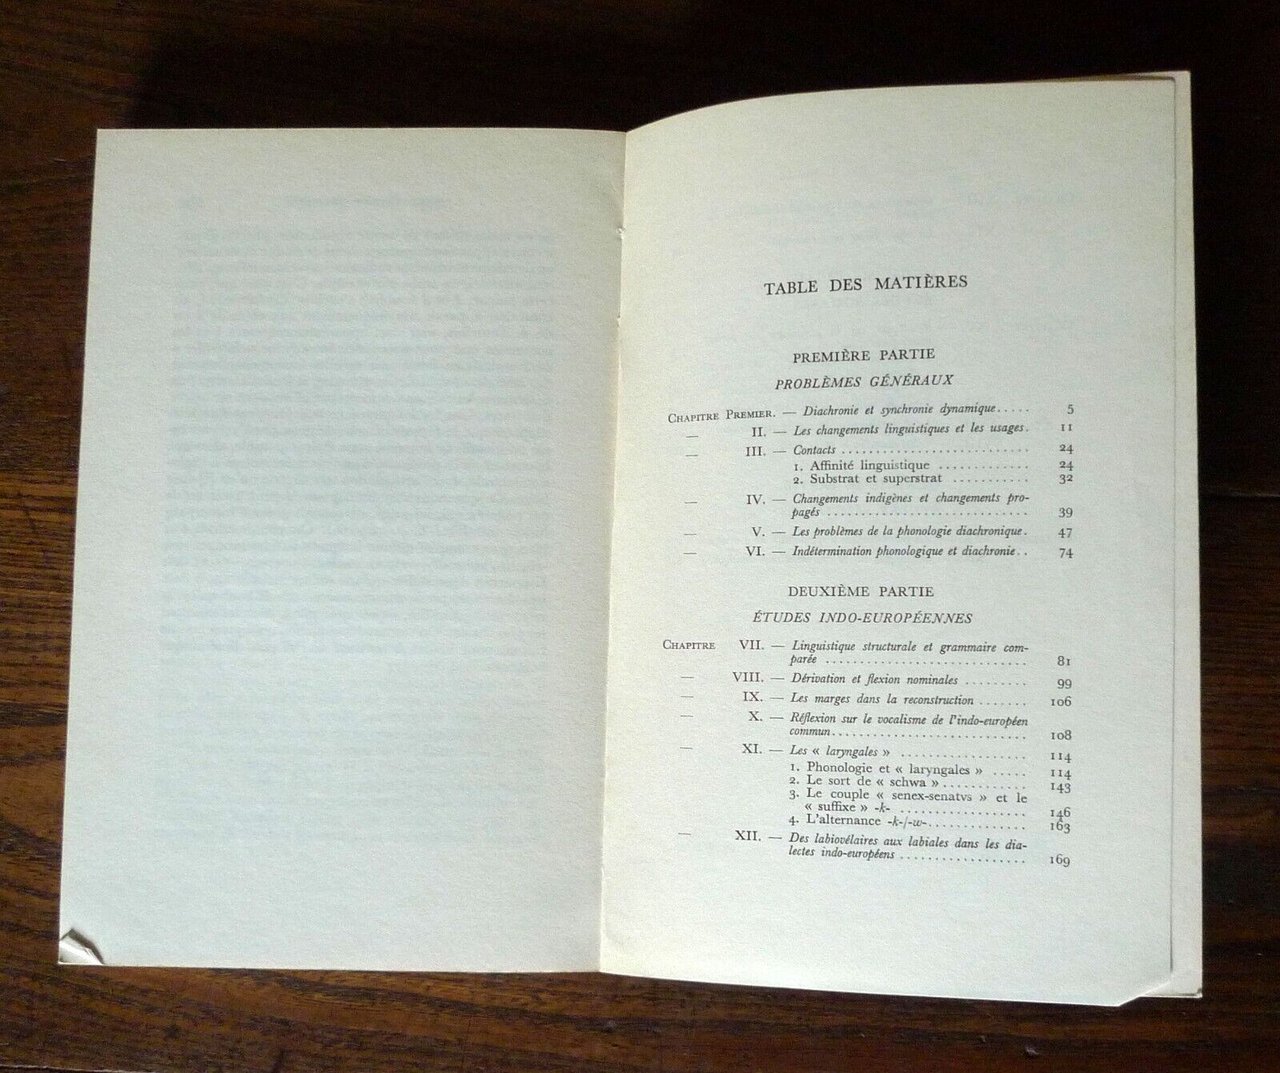 TABLE DES MATIÈRES
PREMIÈRE PARTIE
PROBLÈMES GÉNÉRAUX
CHAPITRE PREMIER. — Diachronie et synchronie dynamique..... 5
— II. — Les changements linguistiques et les usages. 11
— III. — Contacts ........................... 24
1. Affinité linguistique ............. 24
2. Substrat et superstrat ........... 32
— IV. — Changements indigènes et changements pro-
pagés ............................. 39
— V. — Les problèmes de la phonologie diachronique. 47
— VI. — Indétermination phonologique et diachronie.. 74
DEUXIÈME PARTIE
ÉTUDES INDO-EUROPÉENNES
CHAPITRE VII. — Linguistique structurale et grammaire com-
parée ............................. 81
— VIII. — Dérivation et flexion nominales ......... 99
— IX. — Les marges dans la reconstruction ....... 106
— X. — Réflexion sur le vocalisme de l'indo-européen
commun............................ 108
— XI. — Les « laryngales » .................. 114
1. Phonologie et « laryngales » ..... 114
2. Le sort de « schwa »............ 143
3. Le couple « senex-senatvs » et le
« suffixe » -k- .................. 146
4. L'alternance -k-/-w-.............. 163
— XII. — Des labiovélaires aux labiales dans les dia-
lectes indo-européens .................. 169